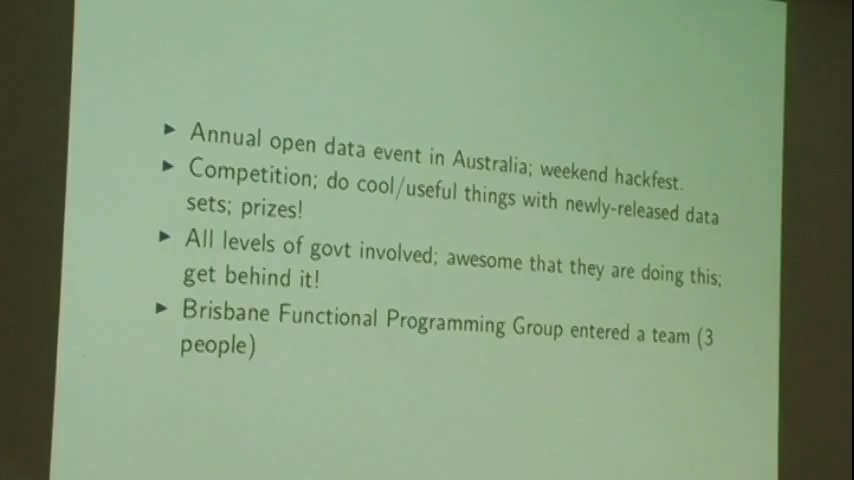 ▶ Annual open data event in Australia; weekend hackfest.
▶ Competition; do cool/useful things with newly-released data
sets; prizes!
▶ All levels of govt involved; awesome that they are doing this;
get behind it!
▶ Brisbane Functional Programming Group entered a team (3
people)